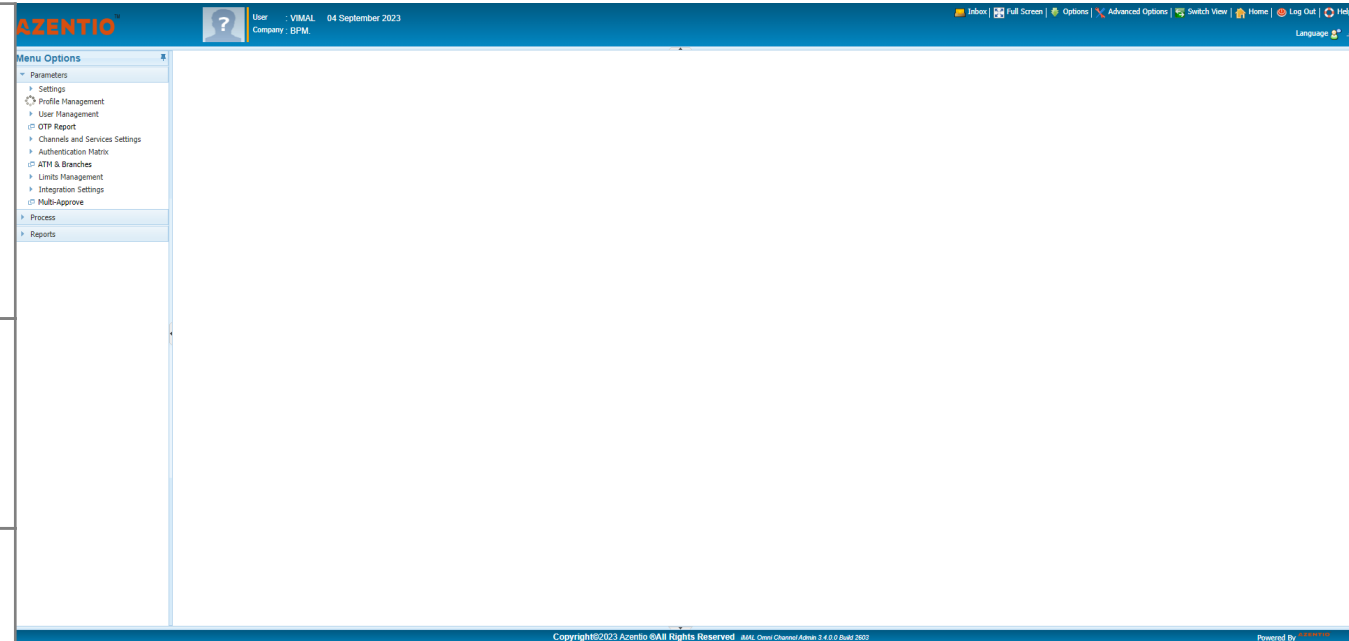 AZENTIO
User : VIMAL 04 September 2023
Company : BPM.
Inbox | Full Screen | Options | Advanced Options | Switch View | Home | Log Out | Hel
Language
Menu Options
Parameters
Settings
Profile Management
User Management
OTP Report
Channels and Services Settings
Authentication Matrix
ATM & Branches
Limits Management
Integration Settings
Multi-Approve
Process
Reports
Copyright©2023 Azentio ®All Rights Reserved iMAL Omni Channel Admin 3.4.0.0 Build 2603
Powered By AZENTIO